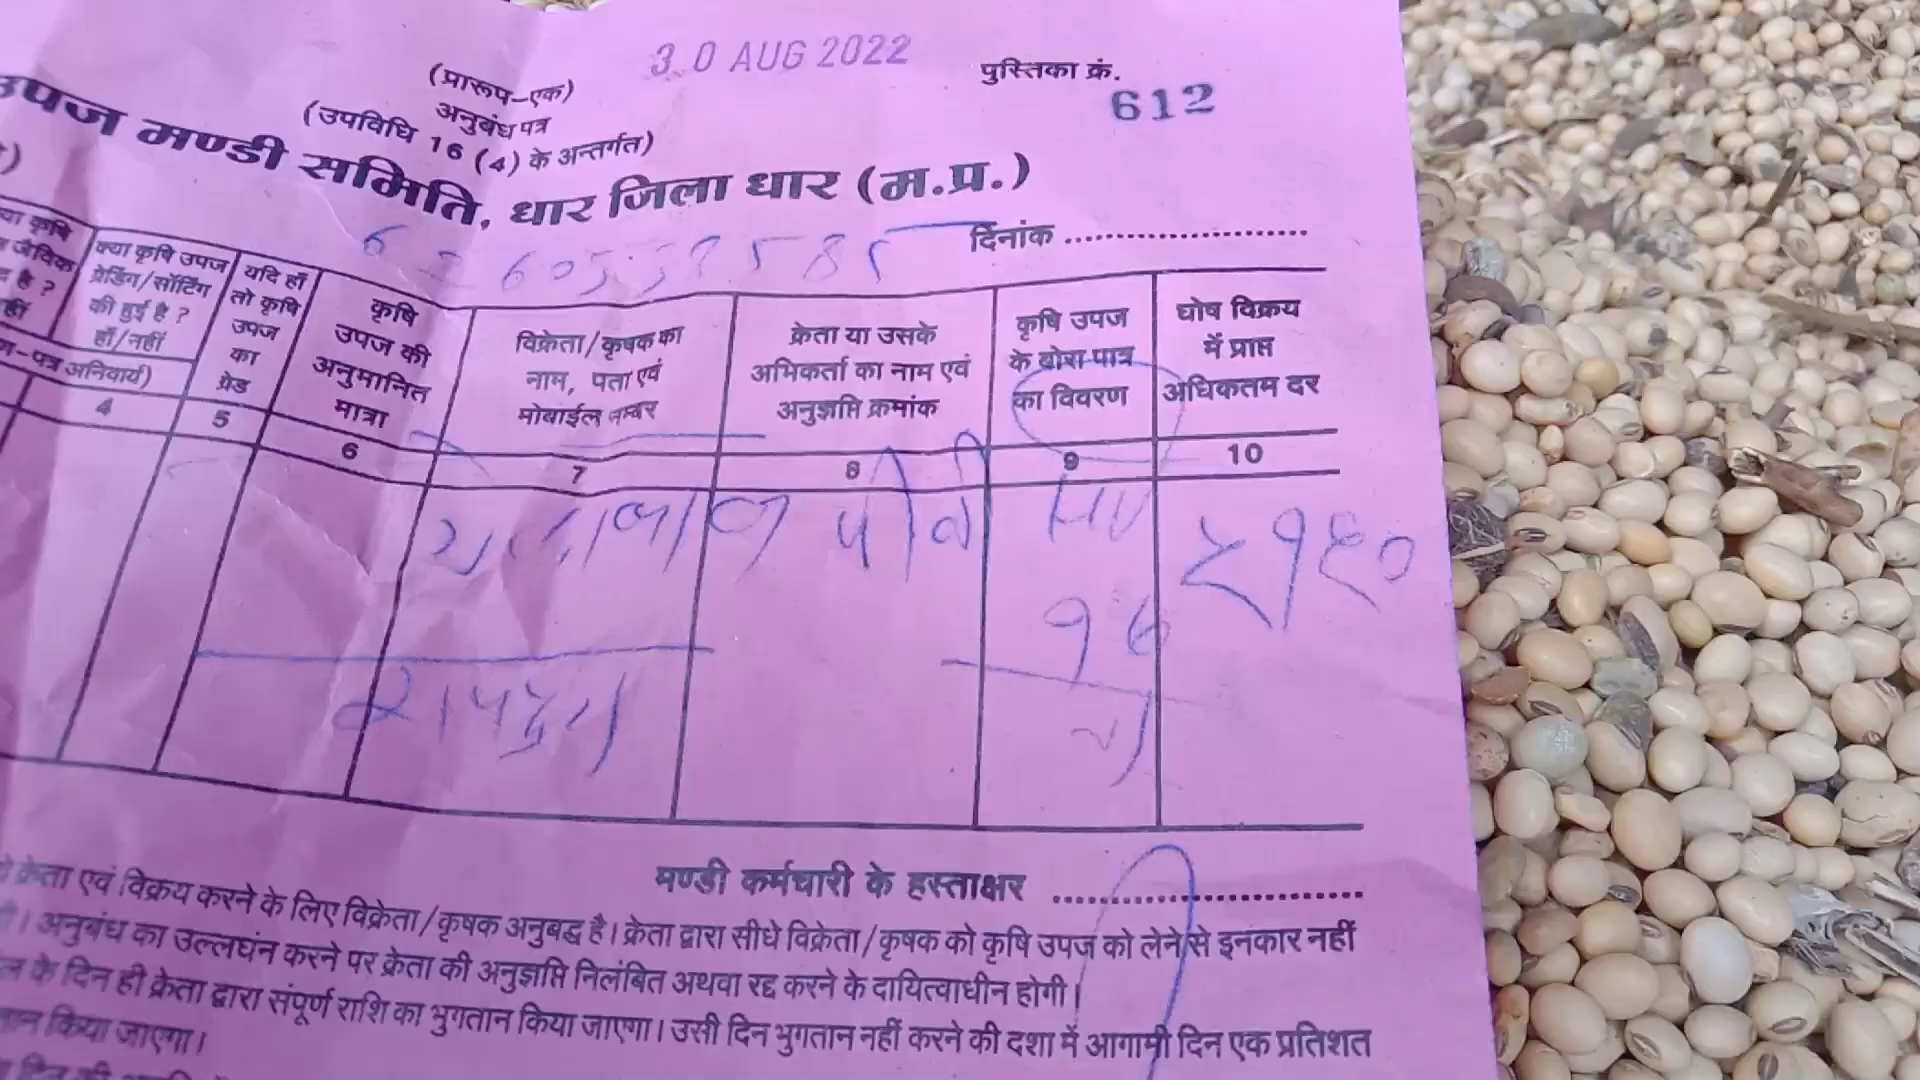 30 AUG 2022
(प्रारूप-एक)
अनुबंध पत्र
(उपविधि 16 (4) के अन्तर्गत)
पुस्तिका क्रं.
612
उपज मण्डी समिति, धार जिला धार (म.प्र.)
दिनांक
कृषि
जैविक
है ?
क्या कृषि उपज
ग्रेडिंग/सॉर्टिंग
की हुई है ?
हाँ/नहीं
पत्र अनिवार्य)
यदि हाँ
तो कृषि
उपज
का
ग्रेड
कृषि
उपज की
अनुमानित
मात्रा
विक्रेता/कृषक का
नाम, पता एवं
मोबाईल नम्बर
क्रेता या उसके
अभिकर्ता का नाम एवं
अनुज्ञप्ति क्रमांक
कृषि उपज
के बोरा पात्र
का विवरण
घोष विक्रय
में प्राप्त
अधिकतम दर
4 5 6 7 8 9 10
५१६०
१६
मण्डी कर्मचारी के हस्ताक्षर
क्रेता एवं विक्रय करने के लिए विक्रेता/कृषक अनुबद्ध है। क्रेता द्वारा सीधे विक्रेता/कृषक को कृषि उपज को लेने से इनकार नहीं
। अनुबंध का उल्लघंन करने पर क्रेता की अनुज्ञप्ति निलंबित अथवा रद्द करने के दायित्वाधीन होगी।
के दिन ही क्रेता द्वारा संपूर्ण राशि का भुगतान किया जाएगा। उसी दिन भुगतान नहीं करने की दशा में आगामी दिन एक प्रतिशत
किया जाएगा।